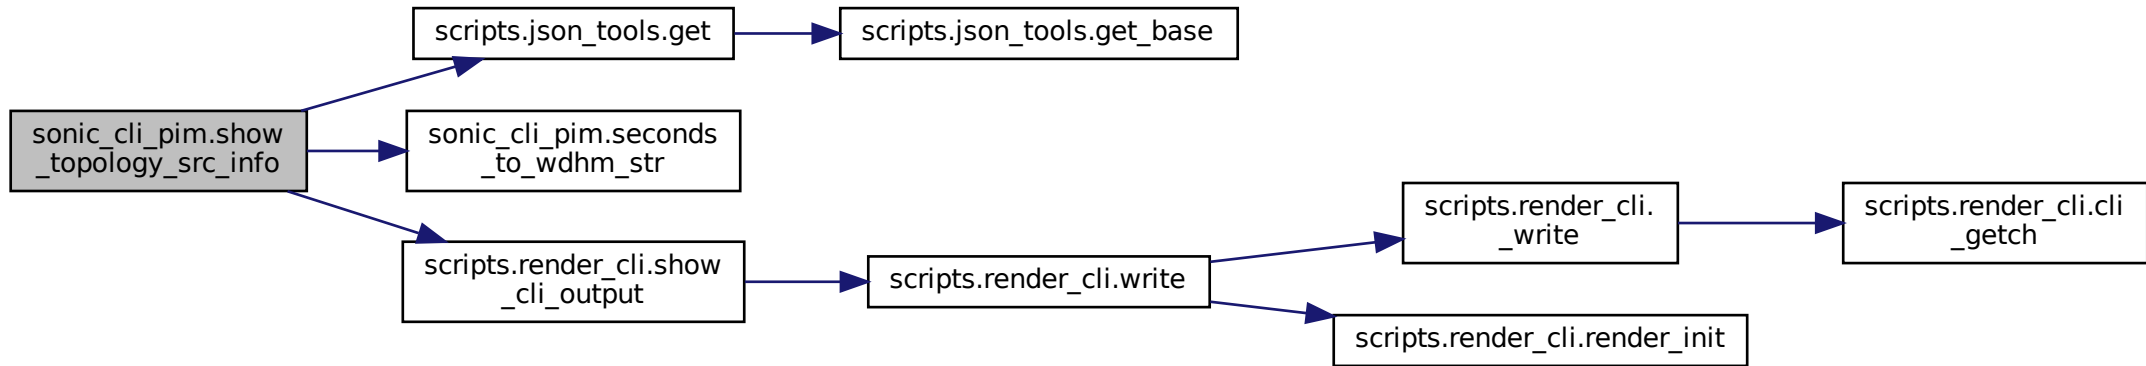 scripts.json_tools.get
scripts.json_tools.get_base
sonic_cli_pim.show
_topology_src_info
sonic_cli_pim.seconds
_to_wdhm_str
scripts.render_cli.show
_cli_output
scripts.render_cli.write
scripts.render_cli.
_write
scripts.render_cli.cli
_getch
scripts.render_cli.render_init